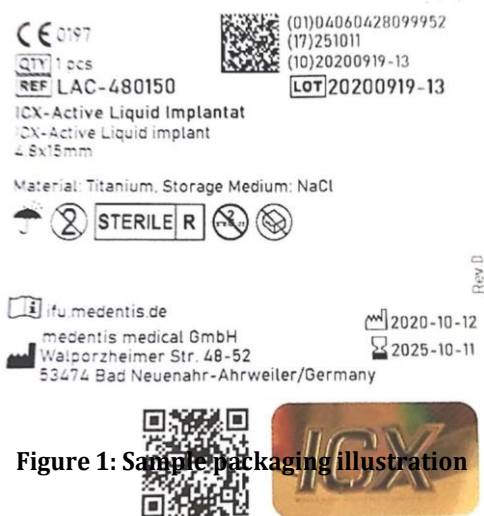 CE 0197
(01)04060428099952
(17)251011
(10)20200919-13
QTY 1 pcs
REF LAC-480150
LOT 20200919-13
ICX-Active Liquid Implantat
ICX-Active Liquid implant
4.8x15mm
Material: Titanium, Storage Medium: NaCl
2 STERILE R 2
Rev.D
i ifu.medentis.de
2020-10-12
medentis medical GmbH
Walporzheimer Str. 48-52
2025-10-11
53474 Bad Neuenahr-Ahrweiler/Germany
ICX
Figure 1: Sample packaging illustration